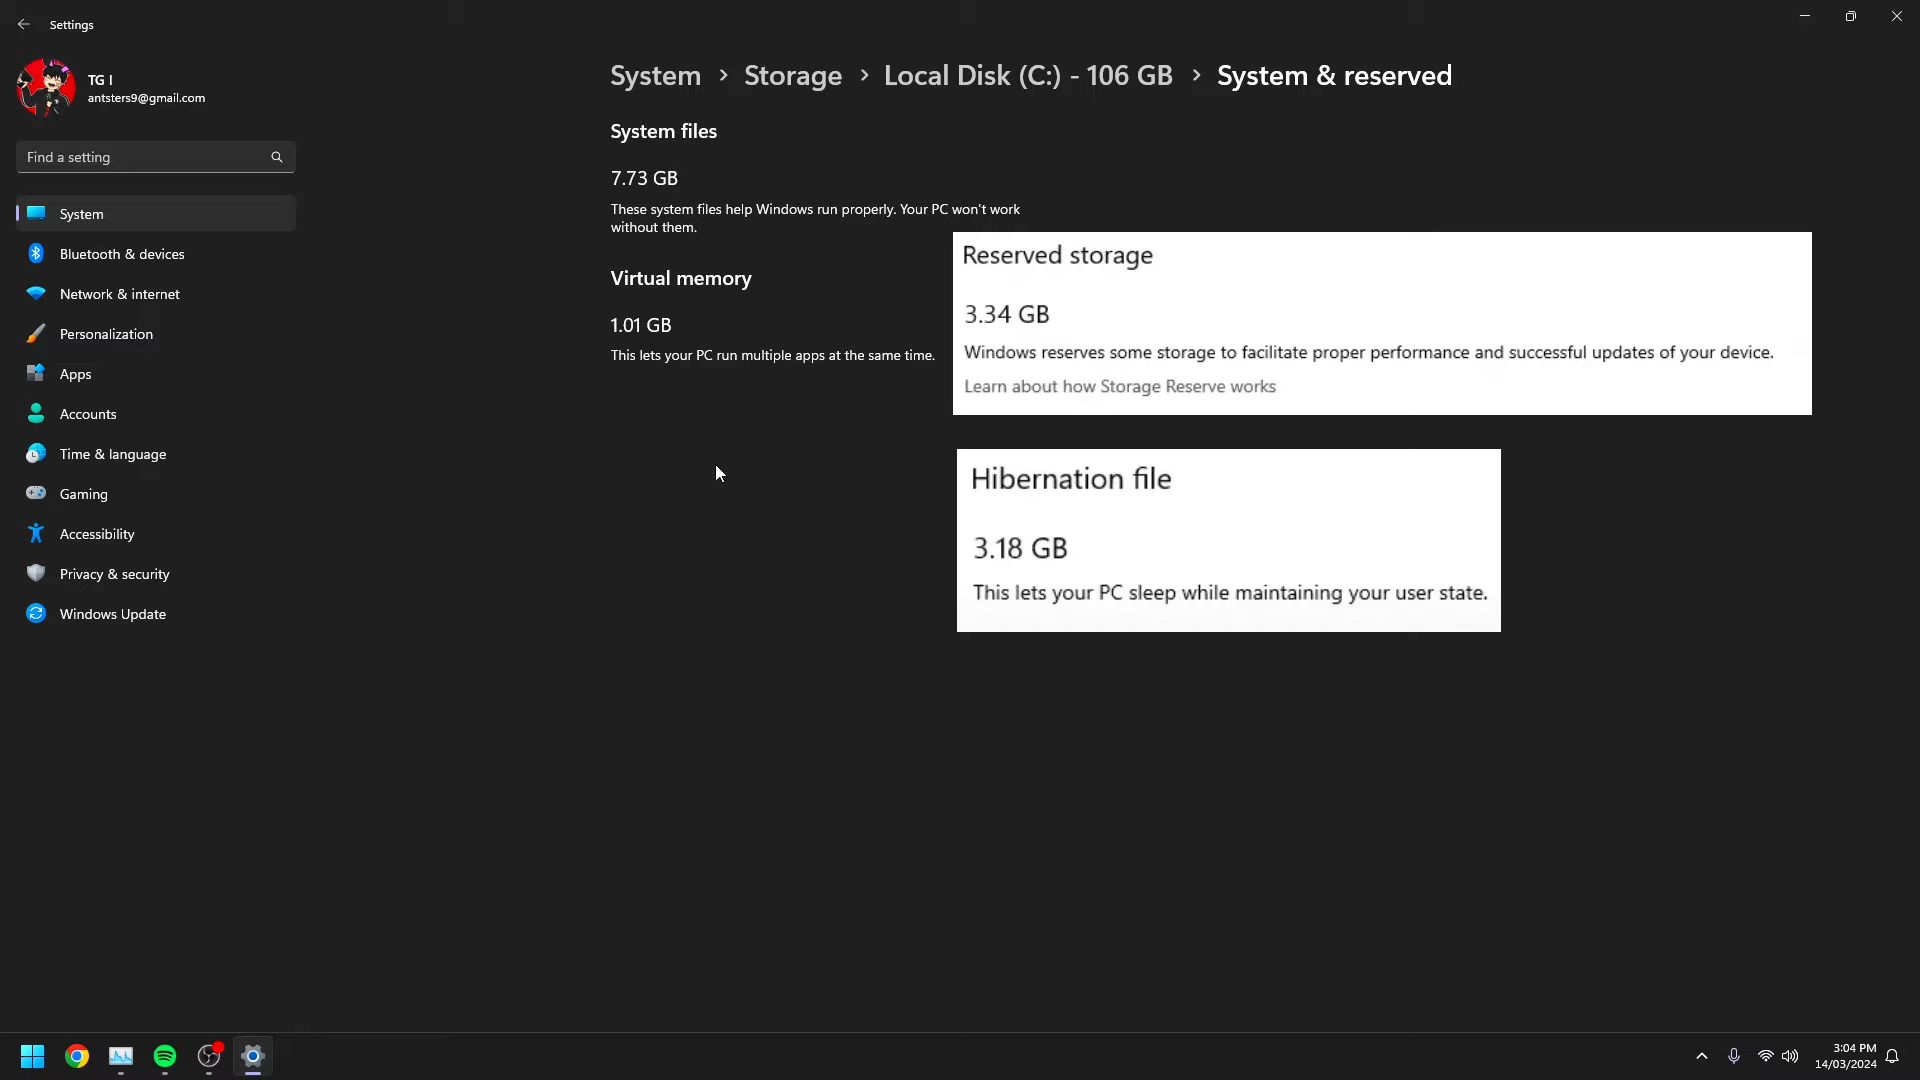 Settings
TG I
antsters9@gmail.com
Find a setting
System
Bluetooth & devices
Network & internet
Personalization
Apps
Accounts
Time & language
Gaming
Accessibility
Privacy & security
Windows Update
System > Storage > Local Disk (C:) - 106 GB > System & reserved
System files
7.73 GB
These system files help Windows run properly. Your PC won't work
without them.
Virtual memory
1.01 GB
This lets your PC run multiple apps at the same time.
Reserved storage
3.34 GB
Windows reserves some storage to facilitate proper performance and successful updates of your device.
Learn about how Storage Reserve works
Hibernation file
3.18 GB
This lets your PC sleep while maintaining your user state.
3:04 PM
14/03/2024